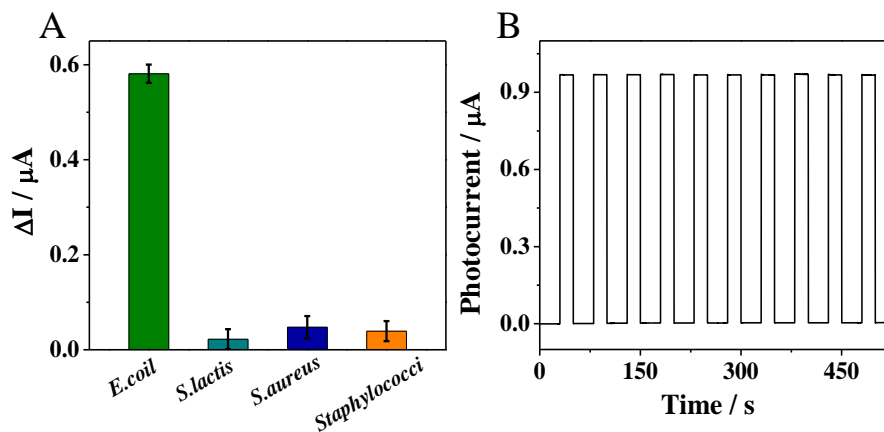 A
ΔI / μA
0.6
0.4
0.2
0.0
E.coil
S.lactis
S.aureus
Staphylococci
B
Photocurrent / μA
0.9
0.6
0.3
0.0
0 150 300 450
Time / s